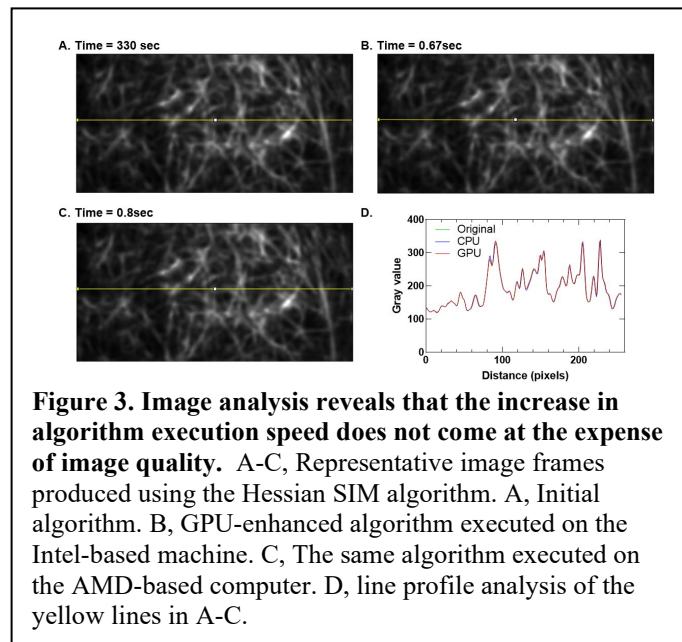 A. Time = 330 sec
B. Time = 0.67sec
C. Time = 0.8sec
D.
Original
CPU
GPU
400
300
200
100
0
Gray value
0
100
200
Distance (pixels)
Figure 3. Image analysis reveals that the increase in
algorithm execution speed does not come at the expense
of image quality. A-C, Representative image frames
produced using the Hessian SIM algorithm. A, Initial
algorithm. B, GPU-enhanced algorithm executed on the
Intel-based machine. C, The same algorithm executed on
the AMD-based computer. D, line profile analysis of the
yellow lines in A-C.